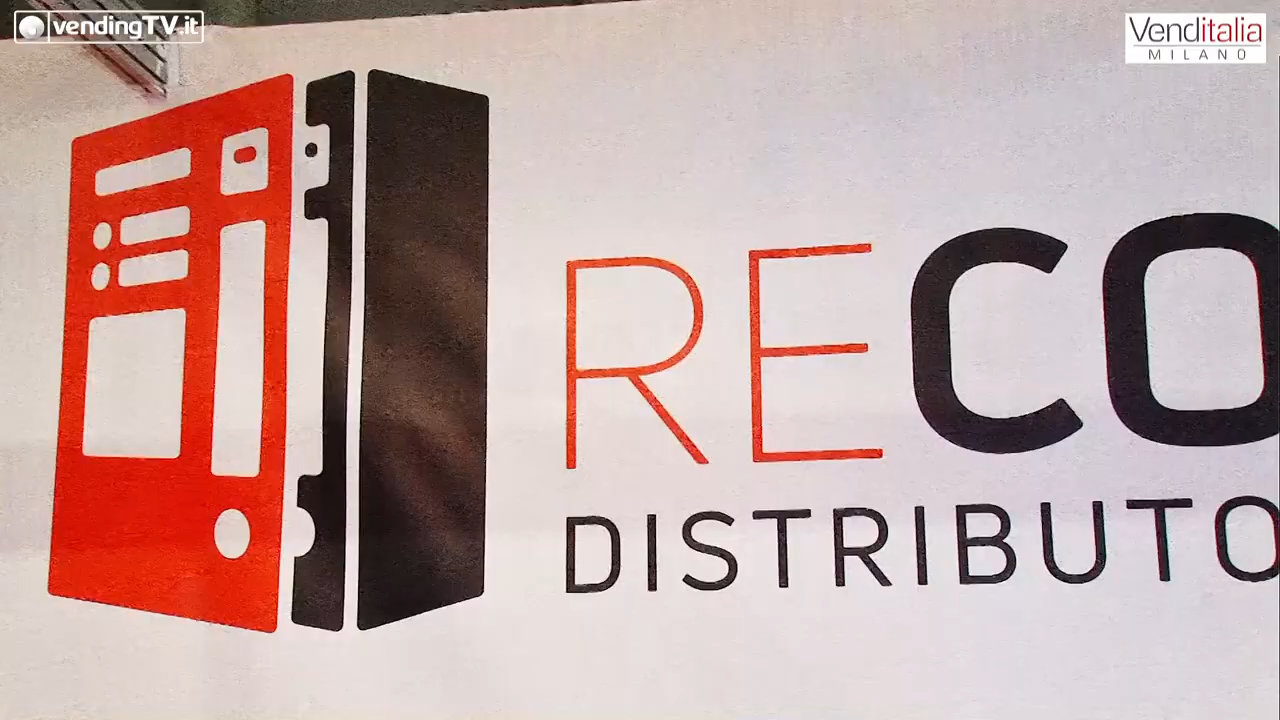 vendingTV.it
Venditalia
MILANO
RECO
DISTRIBUTO